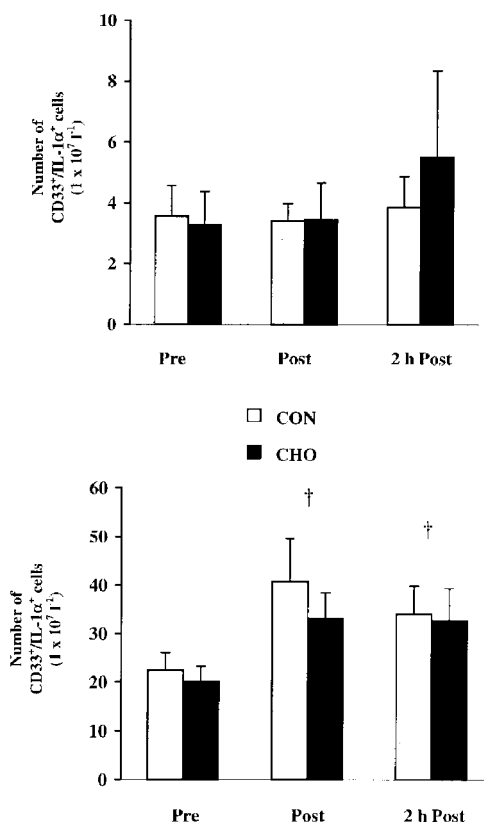 10
8
6
4
2
0
Number of
CD33⁺/IL-1α⁺ cells
(1 x 10⁷ l⁻¹)
Pre Post 2 h Post
CON
CHO
60
50
40
30
20
10
0
Number of
CD33⁺/IL-1α⁺ cells
(1 x 10⁷ l⁻¹)
† †
Pre Post 2 h Post